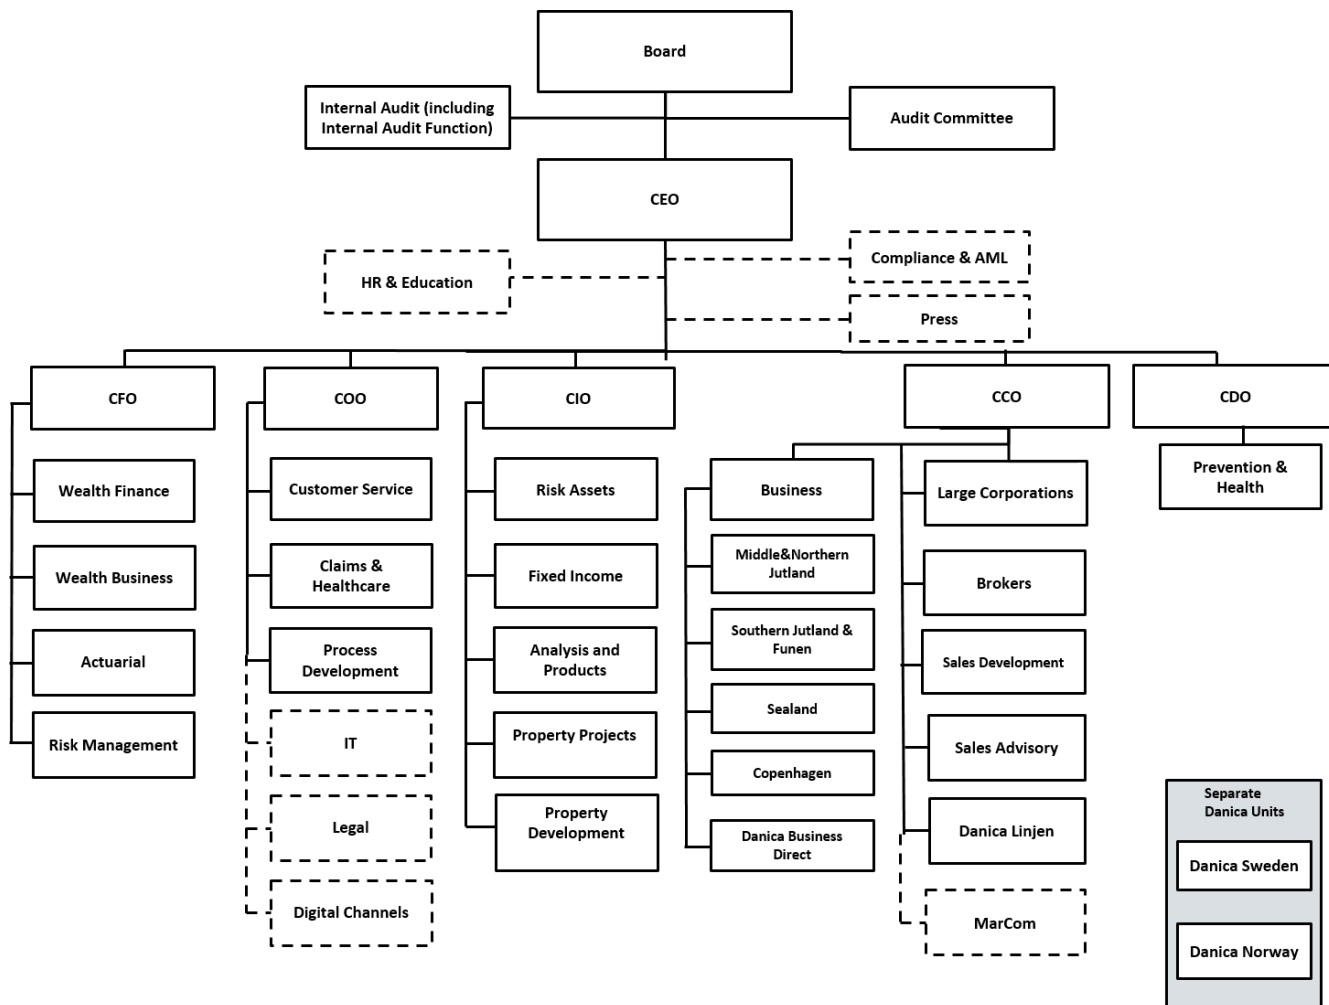 Board
Internal Audit (including
Internal Audit Function)
Audit Committee
CEO
HR & Education
Compliance & AML
Press
CFO
COO
CIO
CCO
CDO
Wealth Finance
Wealth Business
Actuarial
Risk Management
Customer Service
Claims &
Healthcare
Process
Development
IT
Legal
Digital Channels
Risk Assets
Fixed Income
Analysis and
Products
Property Projects
Property
Development
Business
Middle&Northern
Jutland
Southern Jutland &
Funen
Sealand
Copenhagen
Danica Business
Direct
Large Corporations
Brokers
Sales Development
Sales Advisory
Danica Linjen
MarCom
Prevention &
Health
Separate
Danica Units
Danica Sweden
Danica Norway